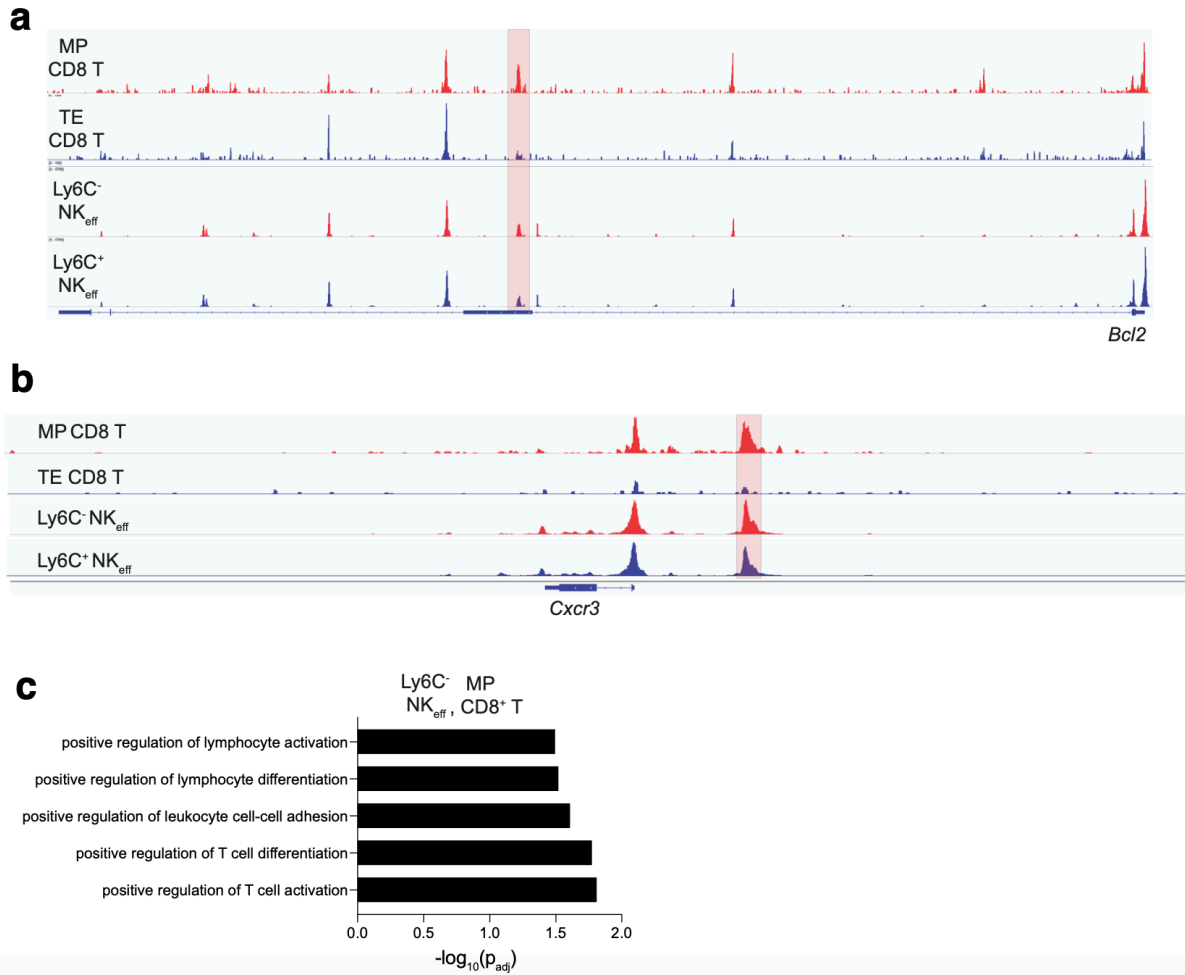 a
MP
CD8 T
TE
CD8 T
Ly6C-
NKeff
Ly6C+
NKeff
Bcl2
b
MP CD8 T
TE CD8 T
Ly6C- NKeff
Ly6C+ NKeff
Cxcr3
c
Ly6C- MP
NKeff , CD8+ T
positive regulation of lymphocyte activation
positive regulation of lymphocyte differentiation
positive regulation of leukocyte cell-cell adhesion
positive regulation of T cell differentiation
positive regulation of T cell activation
0.0 0.5 1.0 1.5 2.0
-log10(padj)